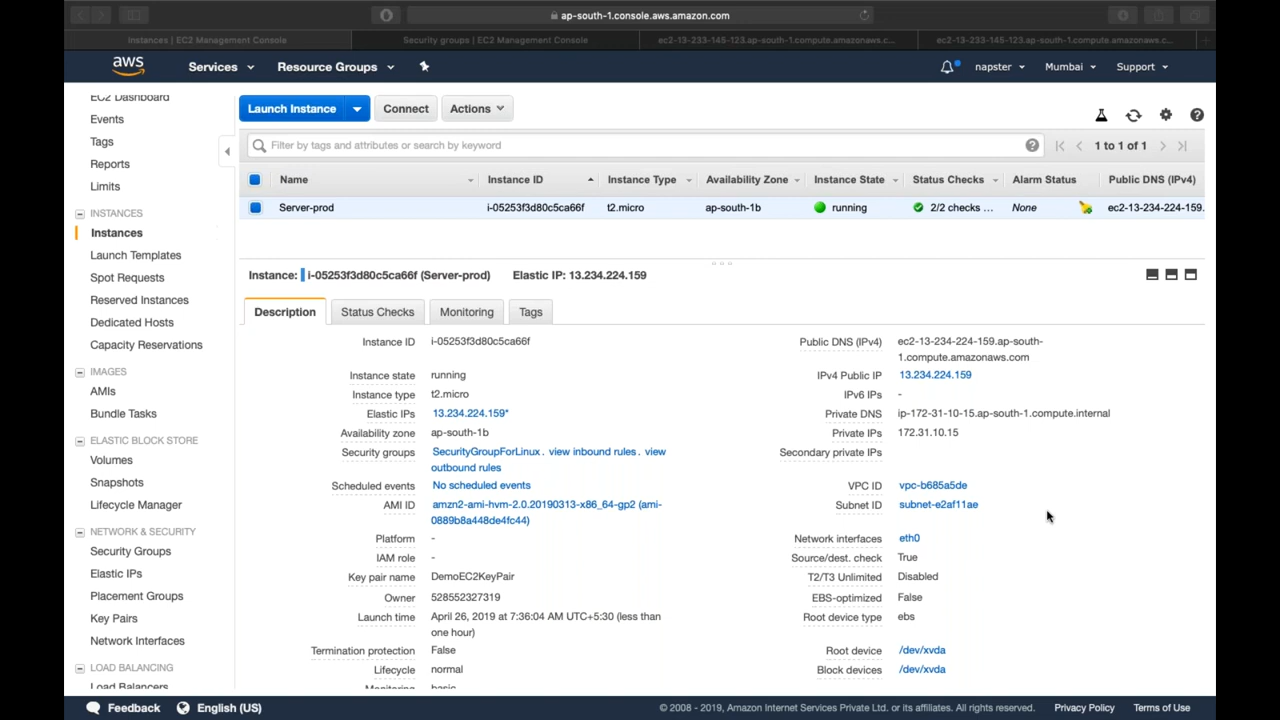 ap-south-1.console.aws.amazon.com
Instances | EC2 Management Console
Security groups | EC2 Management Console
ec2-13-233-145-123.ap-south-1.compute.amazonaws.c...
ec2-13-233-145-123.ap-south-1.compute.amazonaws.c...
aws Services Resource Groups napster Mumbai Support
EC2 Dashboard
Events
Tags
Reports
Limits
INSTANCES
Instances
Launch Templates
Spot Requests
Reserved Instances
Dedicated Hosts
Capacity Reservations
IMAGES
AMIs
Bundle Tasks
ELASTIC BLOCK STORE
Volumes
Snapshots
Lifecycle Manager
NETWORK & SECURITY
Security Groups
Elastic IPs
Placement Groups
Key Pairs
Network Interfaces
LOAD BALANCING
Load Balancers
Launch Instance Connect Actions
Filter by tags and attributes or search by keyword
1 to 1 of 1
Name Instance ID Instance Type Availability Zone Instance State Status Checks Alarm Status Public DNS (IPv4)
Server-prod i-05253f3d80c5ca66f t2.micro ap-south-1b running 2/2 checks ... None ec2-13-234-224-159.
Instance: i-05253f3d80c5ca66f (Server-prod) Elastic IP: 13.234.224.159
Description Status Checks Monitoring Tags
Instance ID i-05253f3d80c5ca66f
Instance state running
Instance type t2.micro
Elastic IPs 13.234.224.159*
Availability zone ap-south-1b
Security groups SecurityGroupForLinux . view inbound rules . view
outbound rules
Scheduled events No scheduled events
AMI ID amzn2-ami-hvm-2.0.20190313-x86_64-gp2 (ami-
0889b8a448de4fc44)
Platform -
IAM role -
Key pair name DemoEC2KeyPair
Owner 528552327319
Launch time April 26, 2019 at 7:36:04 AM UTC+5:30 (less than
one hour)
Termination protection False
Lifecycle normal
Monitoring basic
Public DNS (IPv4) ec2-13-234-224-159.ap-south-
1.compute.amazonaws.com
IPv4 Public IP 13.234.224.159
IPv6 IPs -
Private DNS ip-172-31-10-15.ap-south-1.compute.internal
Private IPs 172.31.10.15
Secondary private IPs
VPC ID vpc-b685a5de
Subnet ID subnet-e2af11ae
Network interfaces eth0
Source/dest. check True
T2/T3 Unlimited Disabled
EBS-optimized False
Root device type ebs
Root device /dev/xvda
Block devices /dev/xvda
Feedback English (US) © 2008 - 2019, Amazon Internet Services Private Ltd. or its affiliates. All rights reserved. Privacy Policy Terms of Use